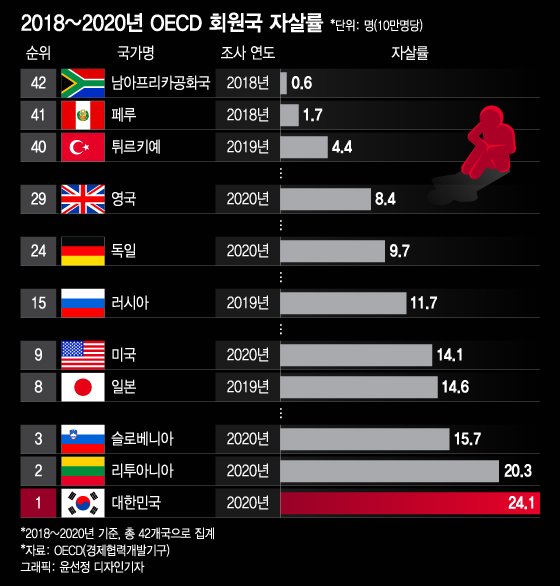 2018~2020년 OECD 회원국 자살률 *단위: 명(10만명당)
순위 국가명 조사 연도 자살률
42 남아프리카공화국 2018년 0.6
41 페루 2018년 1.7
40 튀르키예 2019년 4.4
29 영국 2020년 8.4
24 독일 2020년 9.7
15 러시아 2019년 11.7
9 미국 2020년 14.1
8 일본 2019년 14.6
3 슬로베니아 2020년 15.7
2 리투아니아 2020년 20.3
1 대한민국 2020년 24.1
*2018~2020년 기준, 총 42개국으로 집계
*자료: OECD(경제협력개발기구)
그래픽: 윤선정 디자인기자